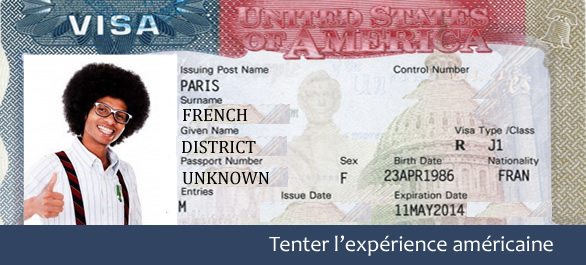 VISA
UNITED STATES
OF AMERICA
Issuing Post Name Control Number
PARIS
Surname
FRENCH
Given Name Visa Type /Class
DISTRICT R J1
Passport Number Sex Birth Date Nationality
UNKNOWN F 23APR1986 FRAN
Entries Issue Date Expiration Date
M 11MAY2014
Tenter l’expérience américaine